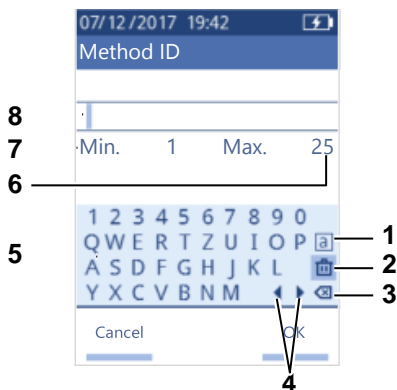 07/12/2017 19:42
Method ID
8
7 Min. 1 Max. 25
6
1 2 3 4 5 6 7 8 9 0
Q W E R T Z U I O P a 1
5 A S D F G H J K L 2
Y X C V B N M 3
Cancel OK
4